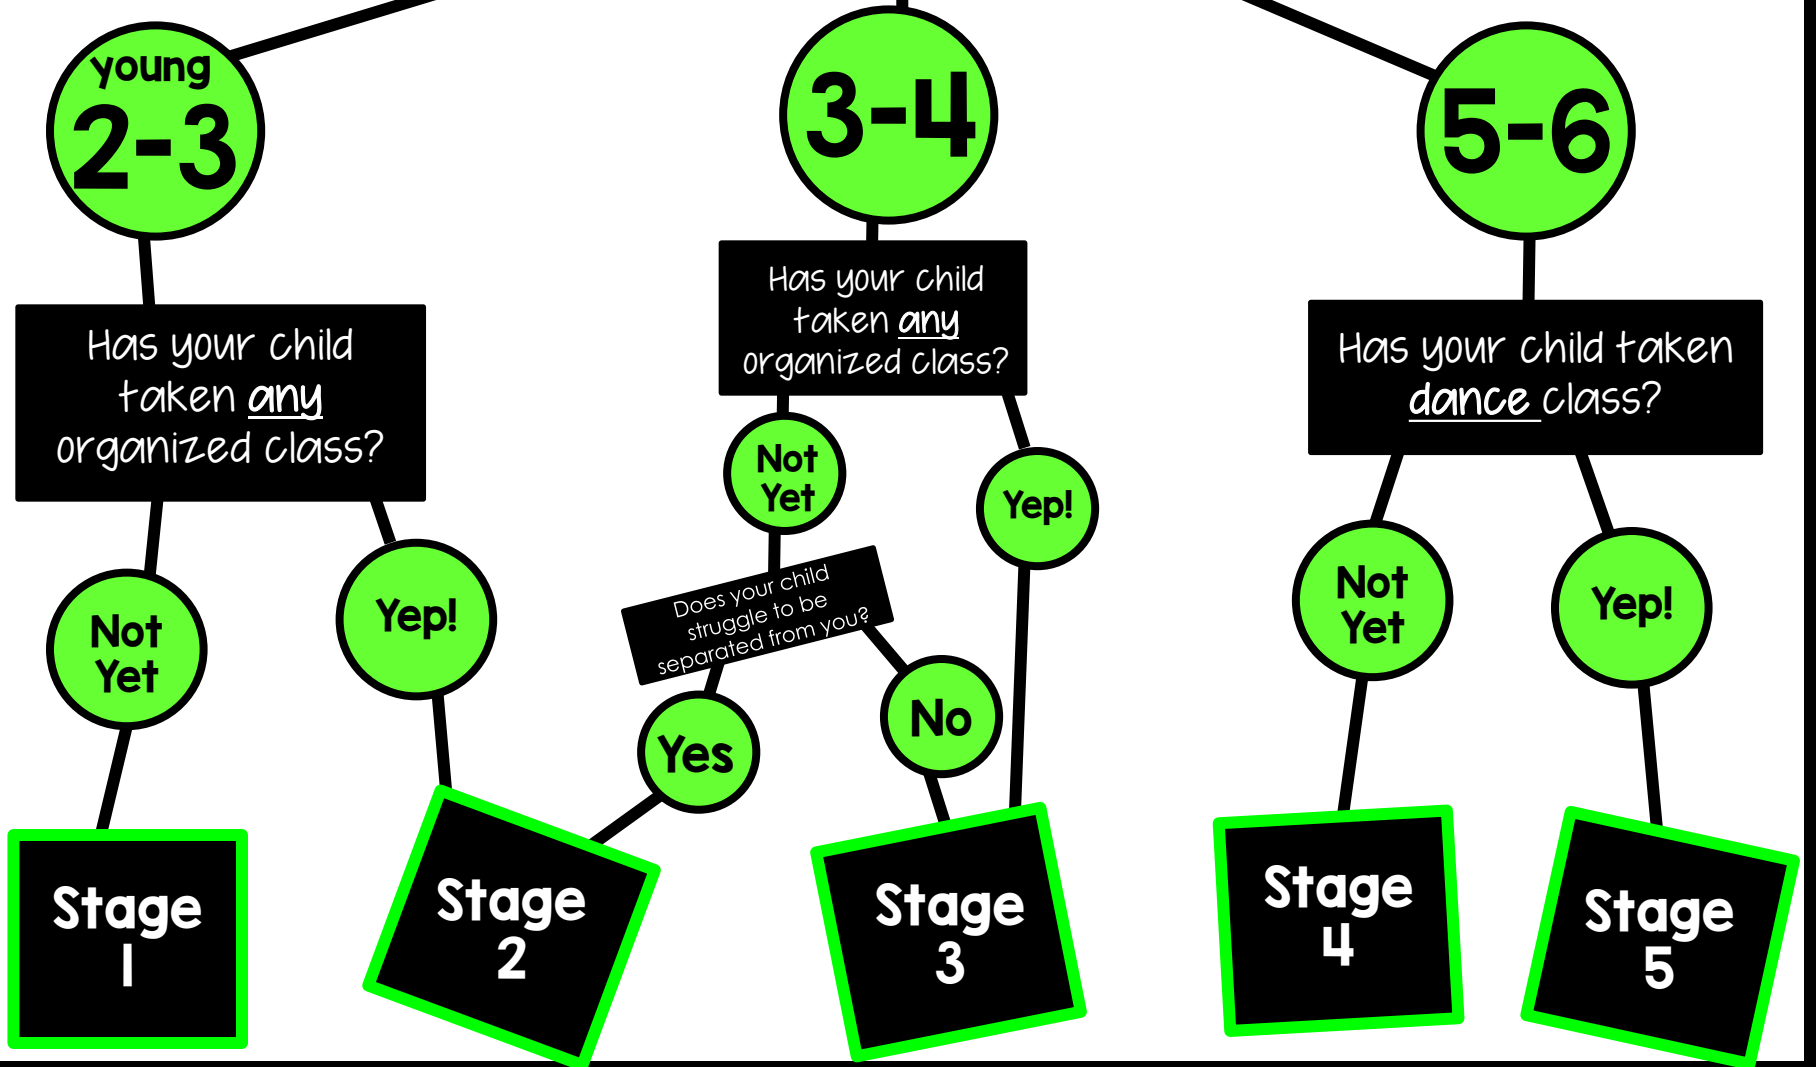 young
2-3
3-4
5-6
Has your child
taken any
organized class?
Has your child
taken any
organized class?
Has your child taken
dance class?
Not
Yet
Yep!
Not
Yet
Yep!
Does your child
struggle to be
separated from you?
Yes
No
Not
Yet
Yep!
Stage
1
Stage
2
Stage
3
Stage
4
Stage
5